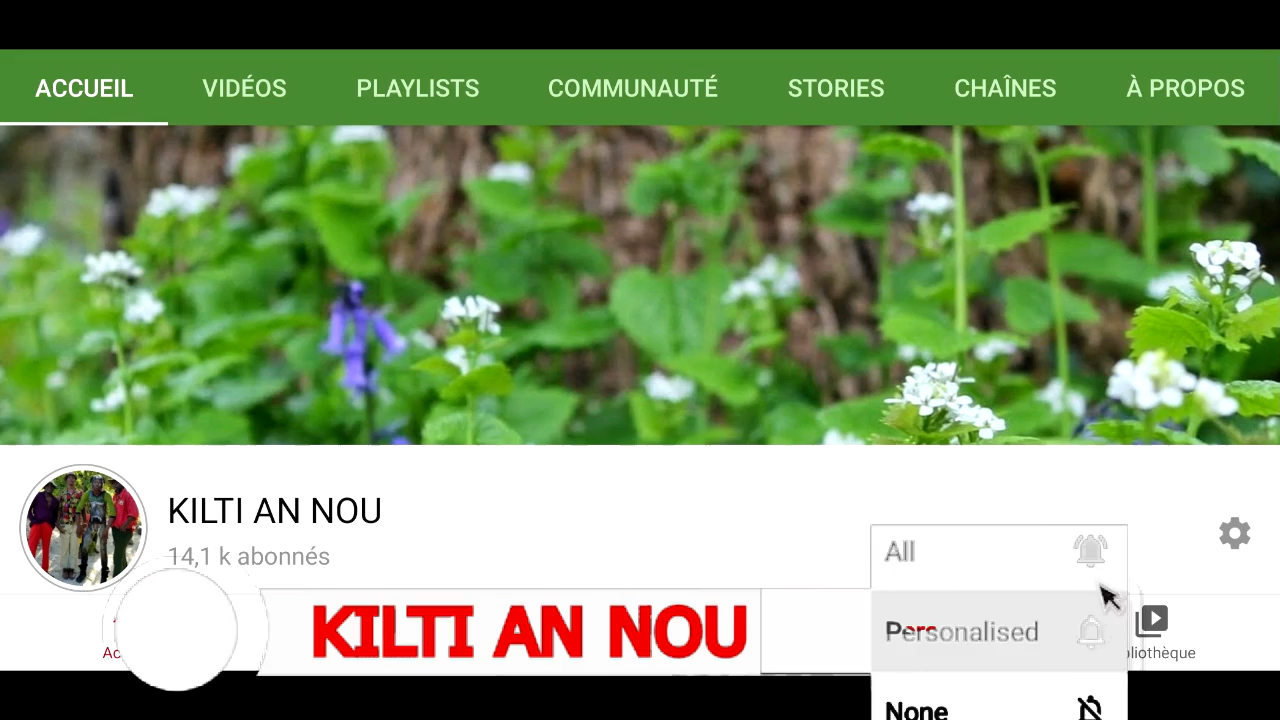 ACCUEIL VIDÉOS PLAYLISTS COMMUNAUTÉ STORIES CHAÎNES À PROPOS
KILTI AN NOU
14,1 k abonnés
All
KILTI AN NOU
Personalised
None